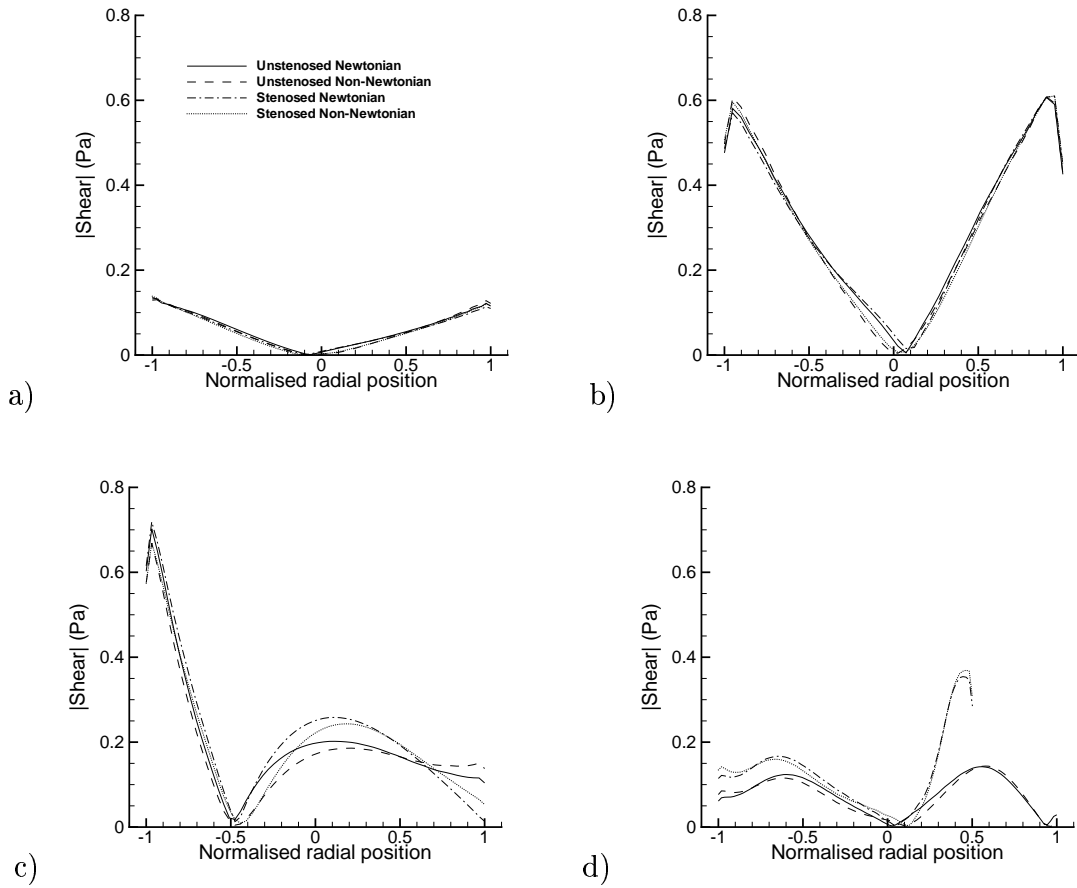 0.8
0.6
0.4
0.2
0
|Shear| (Pa)
Unstenosed Newtonian
Unstenosed Non-Newtonian
Stenosed Newtonian
Stenosed Non-Newtonian
-1 -0.5 0 0.5 1
Normalised radial position
a)
0.8
0.6
0.4
0.2
0
|Shear| (Pa)
-1 -0.5 0 0.5 1
Normalised radial position
b)
0.8
0.6
0.4
0.2
0
|Shear| (Pa)
-1 -0.5 0 0.5 1
Normalised radial position
c)
0.8
0.6
0.4
0.2
0
|Shear| (Pa)
-1 -0.5 0 0.5 1
Normalised radial position
d)